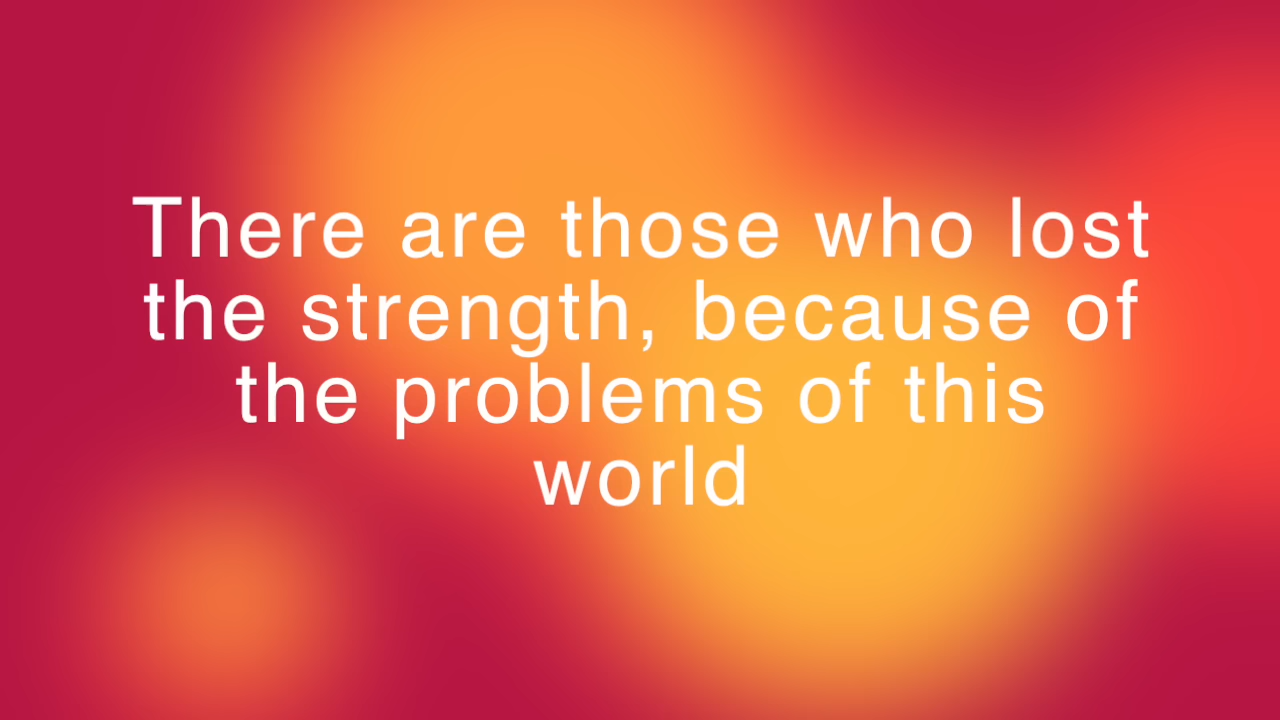 There are those who lost
the strength, because of
the problems of this
world